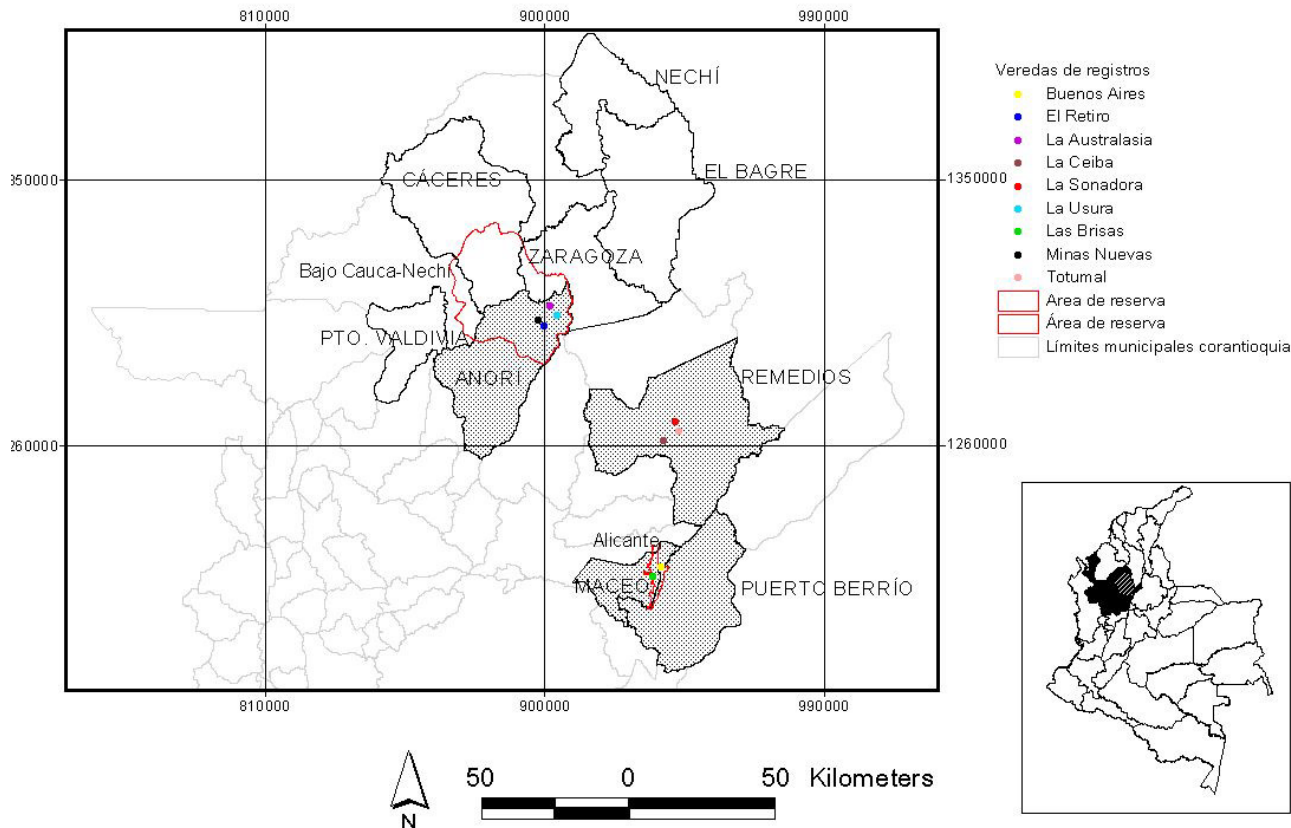 810000 900000 990000
NECHÍ
EL BAGRE
CÁCERES
350000
1350000
ZARAGOZA
Bajo Cauca-Nechí
PTO. VALDIVIA
ANORÍ
REMEDIOS
260000
1260000
Alicante
MACEO
PUERTO BERRÍO
810000 900000 990000
Veredas de registros
Buenos Aires
El Retiro
La Australasia
La Ceiba
La Sonadora
La Usura
Las Brisas
Minas Nuevas
Totumal
Area de reserva
Área de reserva
Límites municipales corantioquia
N
50 0 50 Kilometers